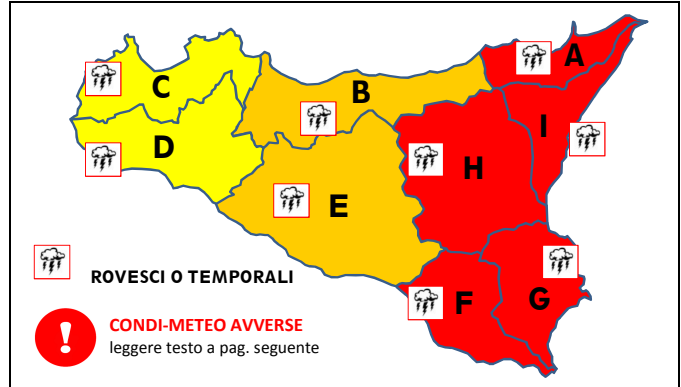 A
C
B
I
D
H
E
F
G
ROVESCI O TEMPORALI
!
CONDI-METEO AVVERSE
leggere testo a pag. seguente